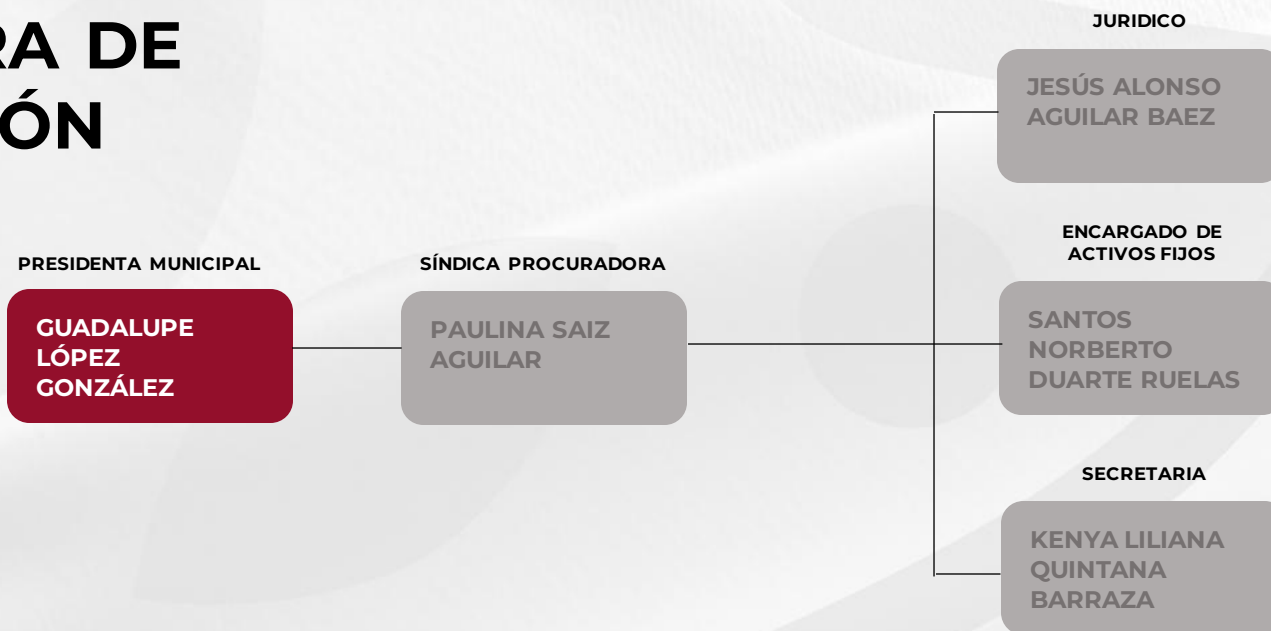 RA DE
ÓN
PRESIDENTA MUNICIPAL
GUADALUPE
LÓPEZ
GONZÁLEZ
SÍNDICA PROCURADORA
PAULINA SAIZ
AGUILAR
JURIDICO
JESÚS ALONSO
AGUILAR BAEZ
ENCARGADO DE
ACTIVOS FIJOS
SANTOS
NORBERTO
DUARTE RUELAS
SECRETARIA
KENYA LILIANA
QUINTANA
BARRAZA